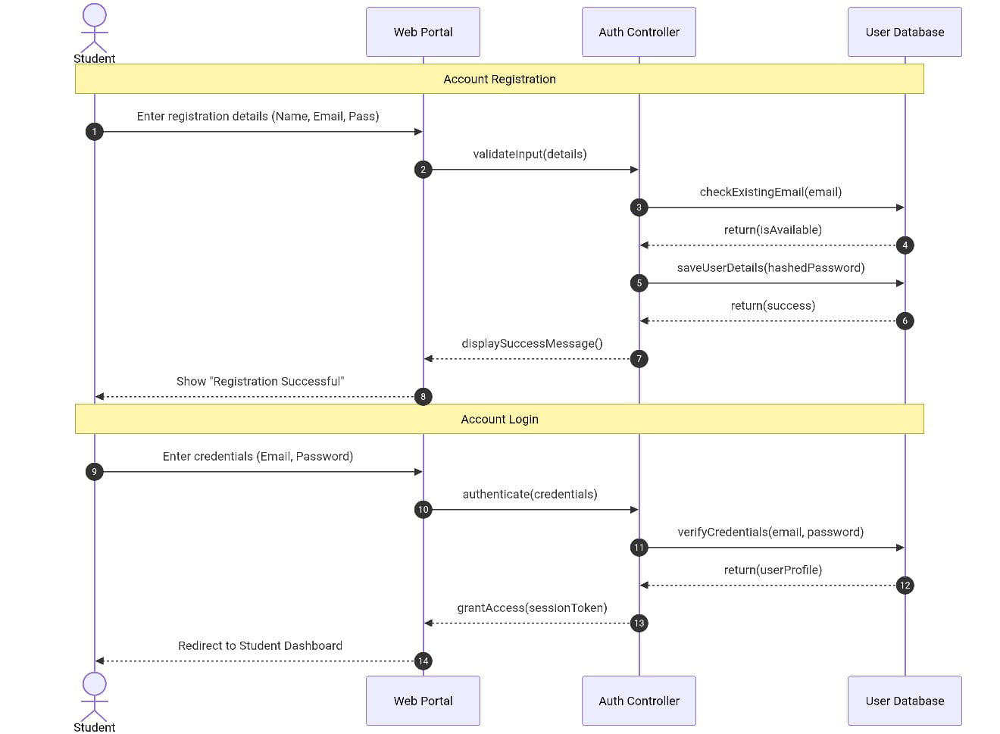 Student
Web Portal
Auth Controller
User Database
Account Registration
Enter registration details (Name, Email, Pass)
1
validateInput(details)
2
checkExistingEmail(email)
3
return(isAvailable)
4
saveUserDetails(hashedPassword)
5
return(success)
6
displaySuccessMessage()
7
Show "Registration Successful"
8
Account Login
Enter credentials (Email, Password)
9
authenticate(credentials)
10
verifyCredentials(email, password)
11
return(userProfile)
12
grantAccess(sessionToken)
13
Redirect to Student Dashboard
14
Student
Web Portal
Auth Controller
User Database